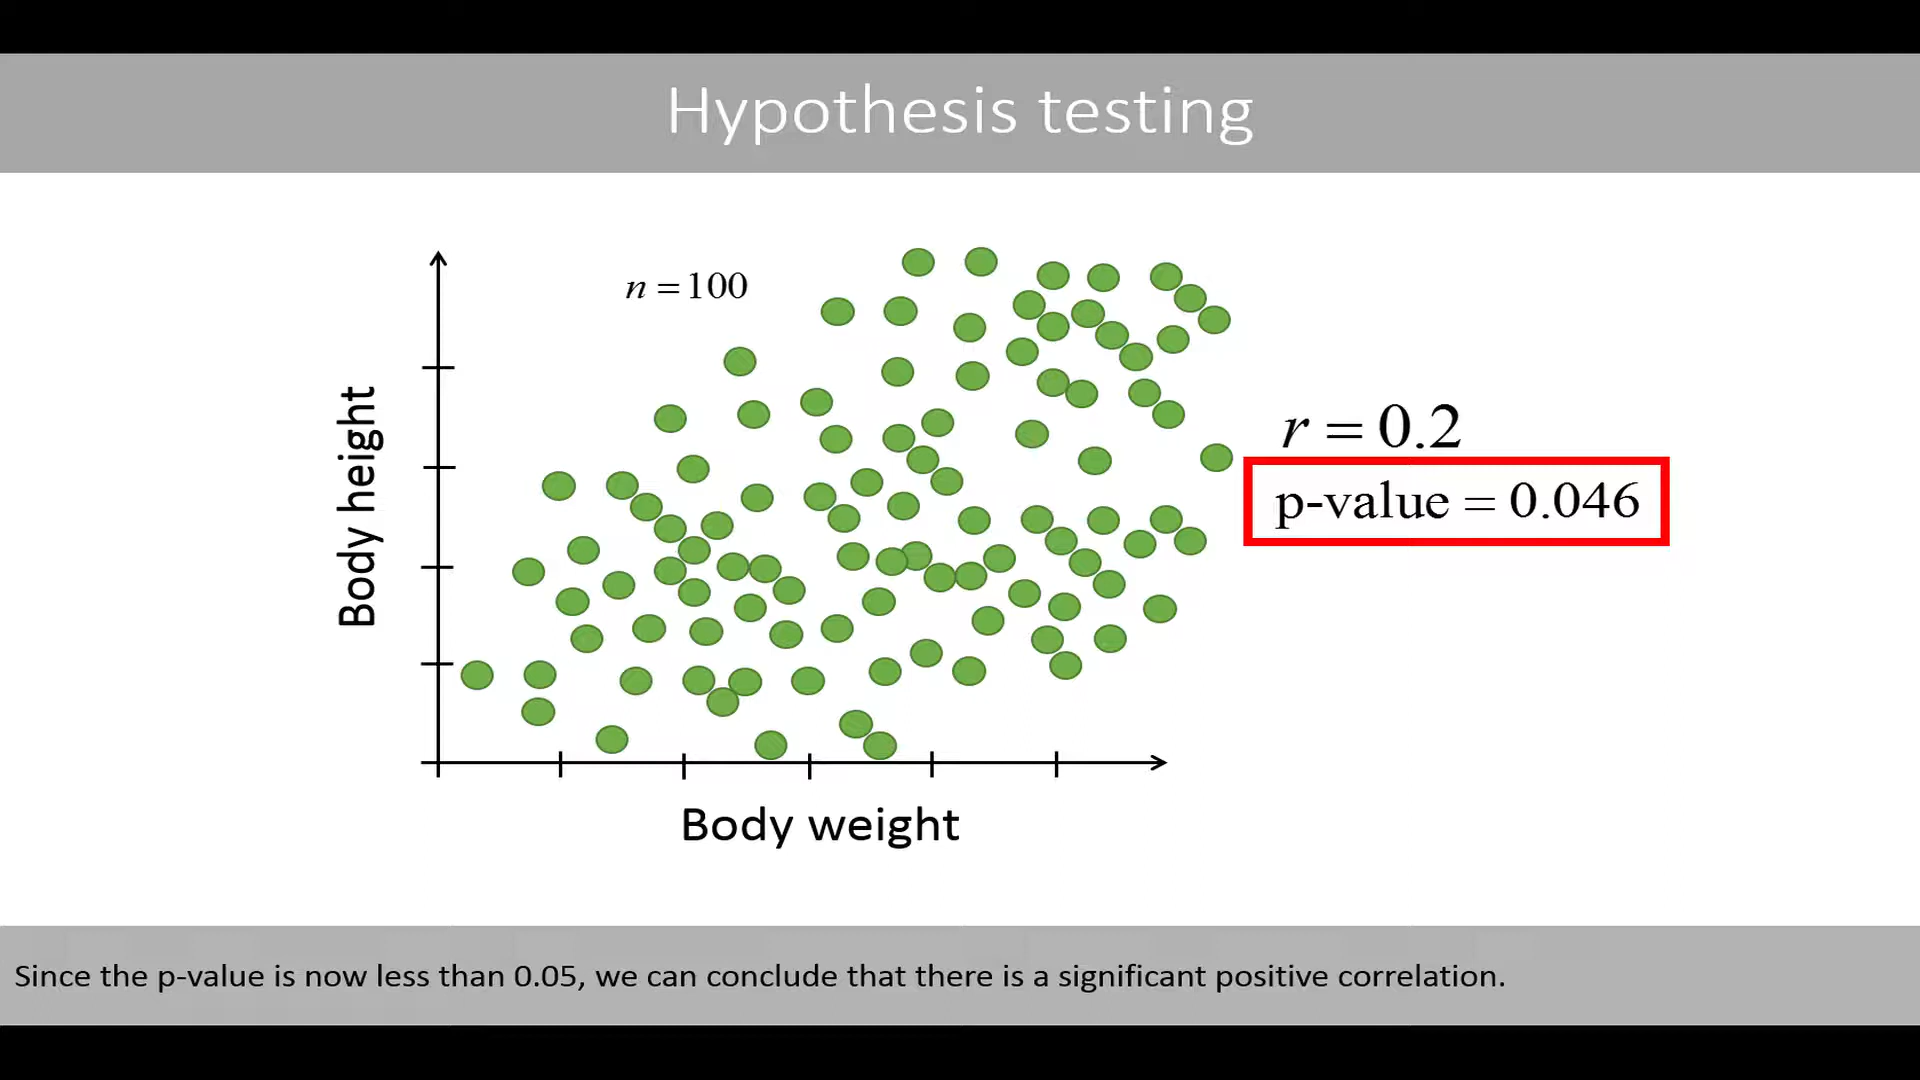 Hypothesis testing
n = 100
Body height
r = 0.2
p-value = 0.046
Body weight
Since the p-value is now less than 0.05, we can conclude that there is a significant positive correlation.